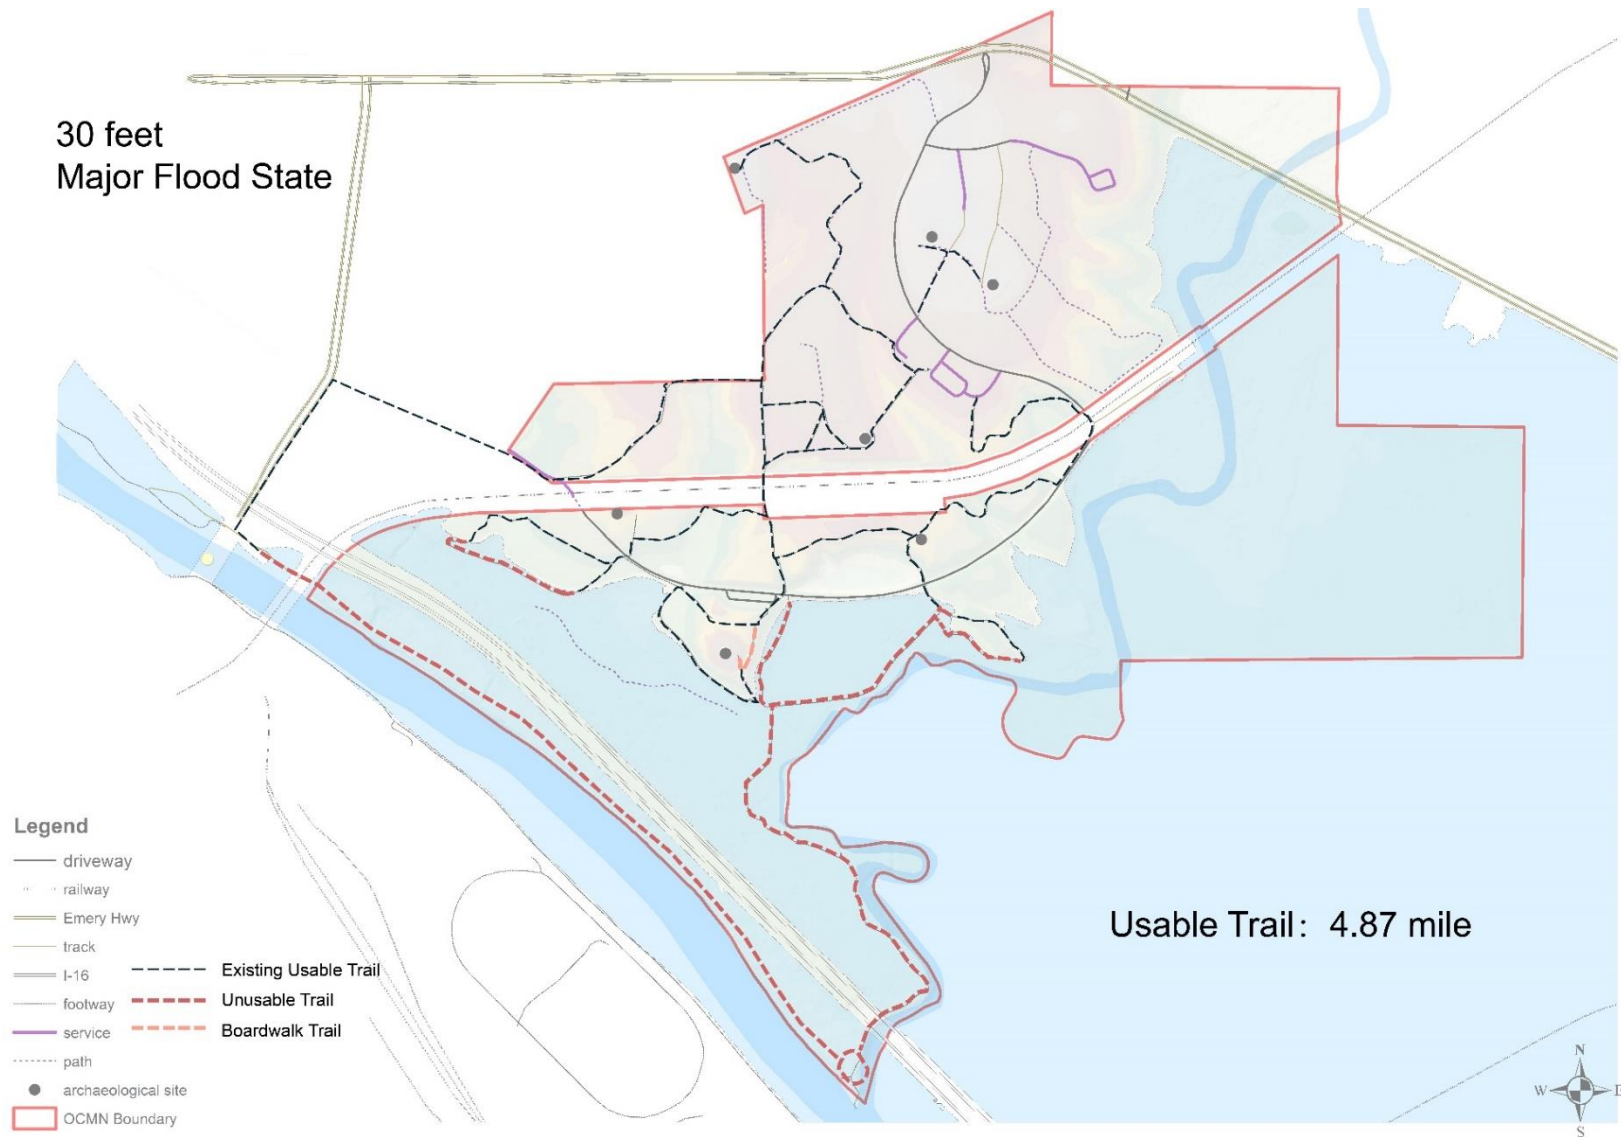 30 feet
Major Flood State
Usable Trail: 4.87 mile
Legend
driveway
railway
Emery Hwy
track
I-16
footway
service
path
archaeological site
OCMN Boundary
Existing Usable Trail
Unusable Trail
Boardwalk Trail
N
W E
S